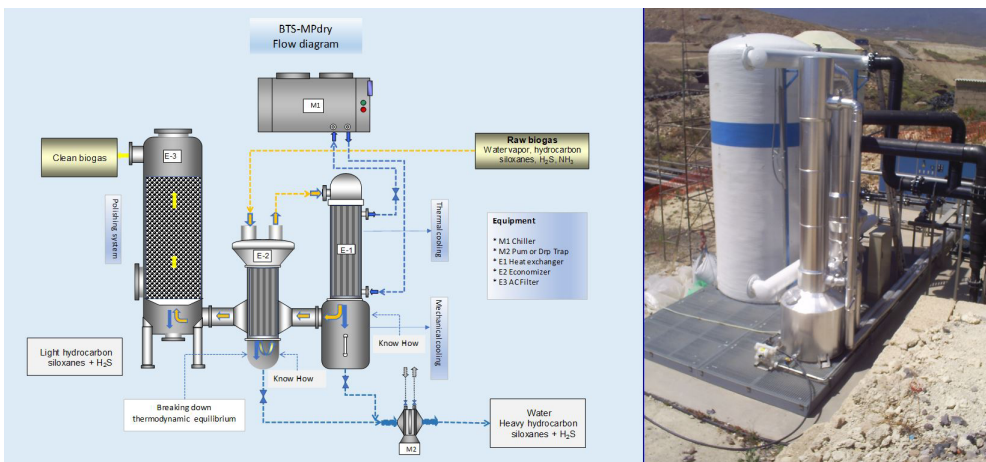 BTS-MPdry
Flow diagram
M1
Clean biogas
E-3
Raw biogas
Water vapor, hydrocarbon
siloxanes, H₂S, NH₃
Polishing system
E-2
E-1
Thermal cooling
Equipment
* M1 Chiller
* M2 Pum or Drp Trap
* E1 Heat exchanger
* E2 Economizer
* E3 AC Filter
Mechanical cooling
Know How
Light hydrocarbon
siloxanes + H₂S
Know How
Breaking down
thermodynamic equilibrium
M2
Water
Heavy hydrocarbon
siloxanes + H₂S